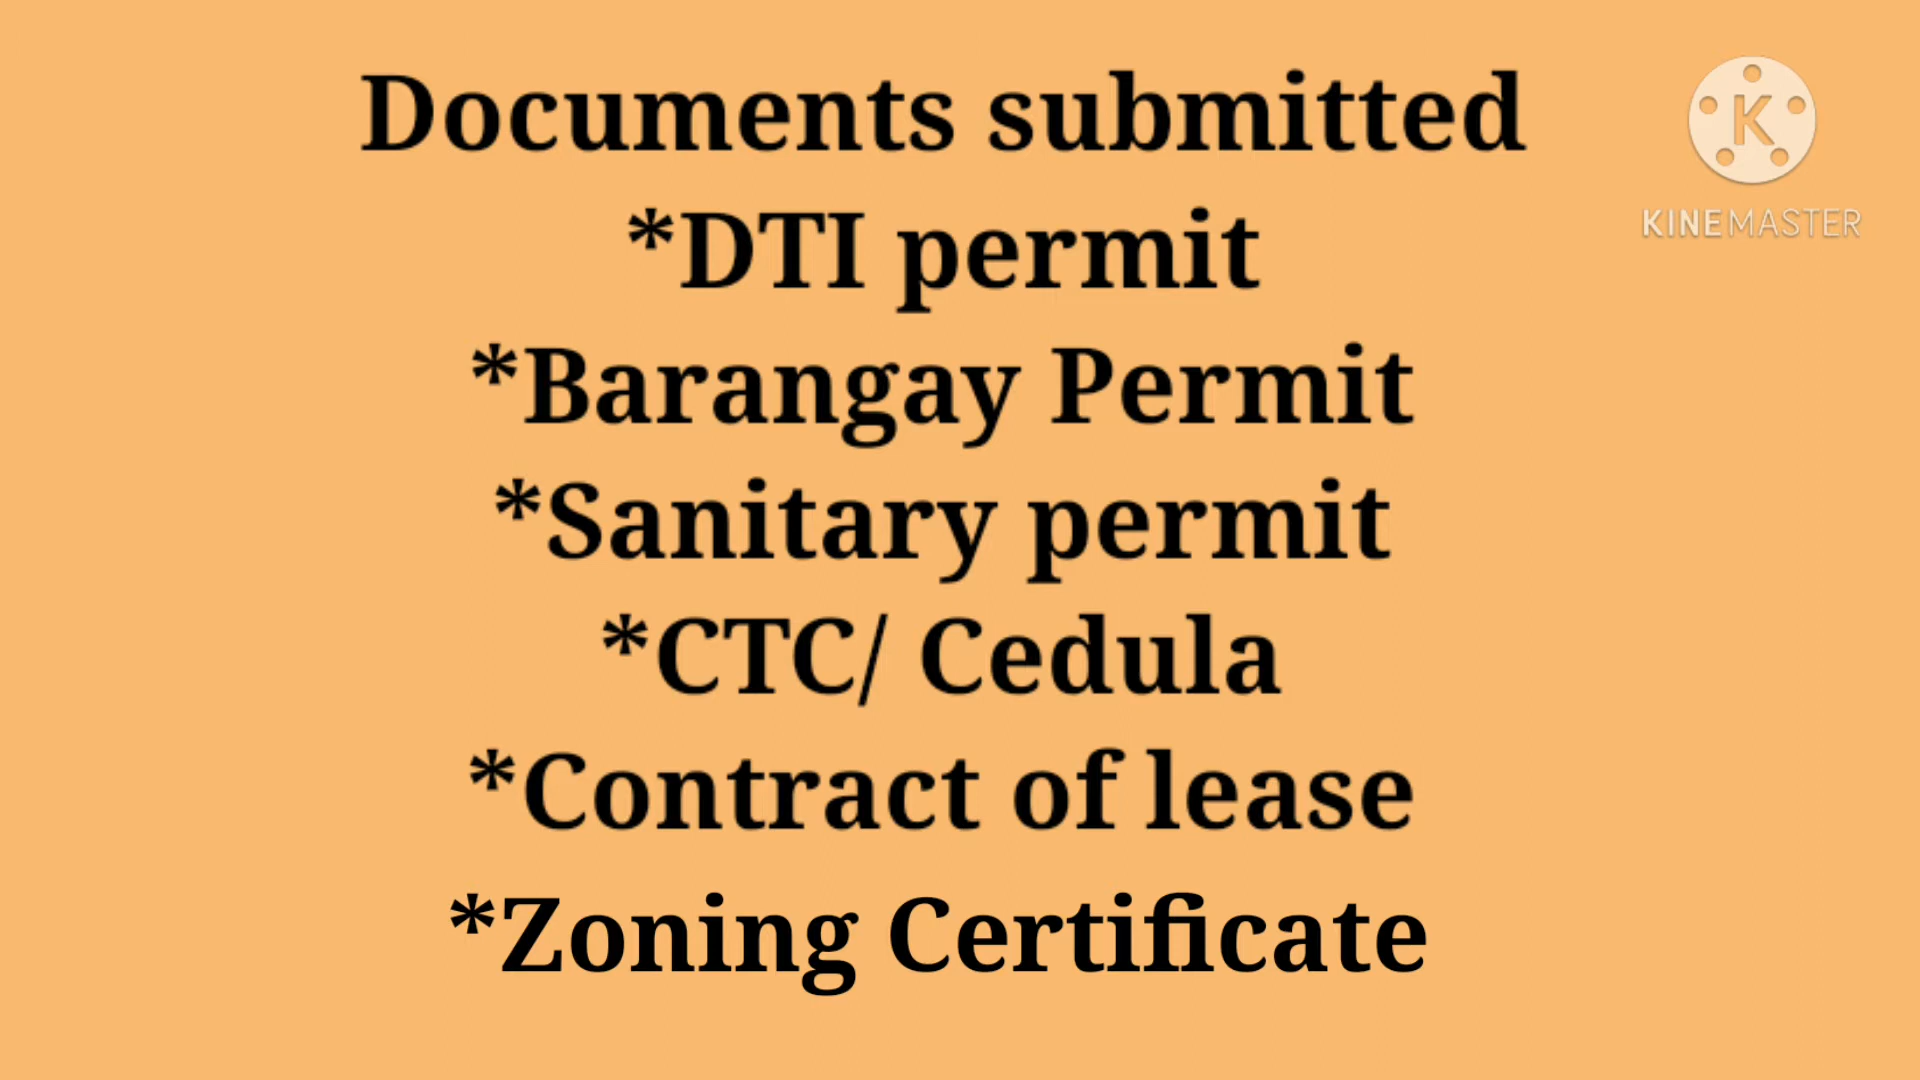 Documents submitted
*DTI permit
*Barangay Permit
*Sanitary permit
*CTC/ Cedula
*Contract of lease
*Zoning Certificate
K
KINEMASTER